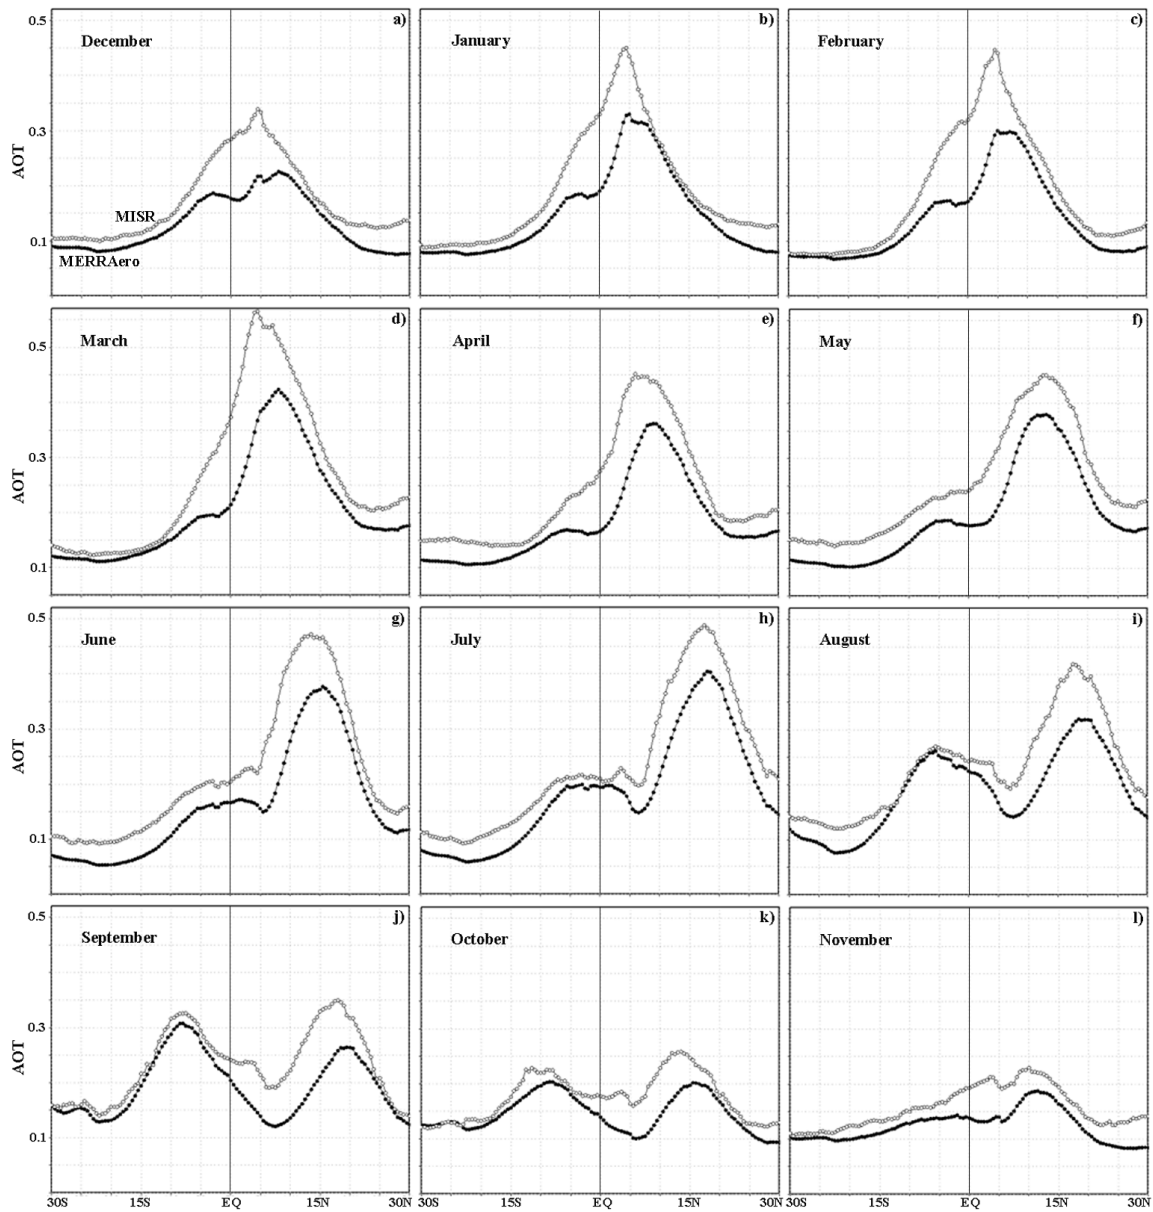 0.5 a) b) c)
December January February
0.3
AOT
MISR
0.1
MERRAero
d) e) f)
0.5 March April May
0.3
AOT
0.1
0.5 g) h) i)
June July August
0.3
AOT
0.1
0.5 j) k) l)
September October November
0.3
AOT
0.1
30S 15S EQ 15N 30N 30S 15S EQ 15N 30N 30S 15S EQ 15N 30N